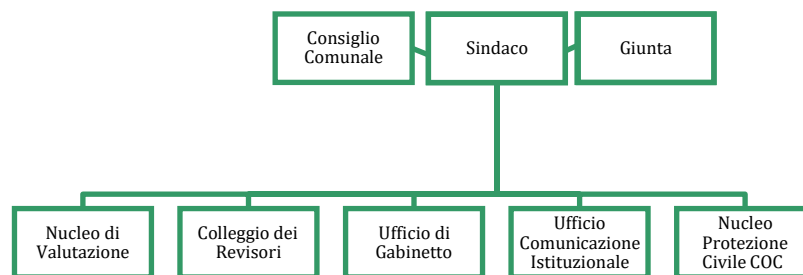 Consiglio
Comunale
Sindaco
Giunta
Nucleo di
Valutazione
Colleggio dei
Revisori
Ufficio di
Gabinetto
Ufficio
Comunicazione
Istituzionale
Nucleo
Protezione
Civile COC